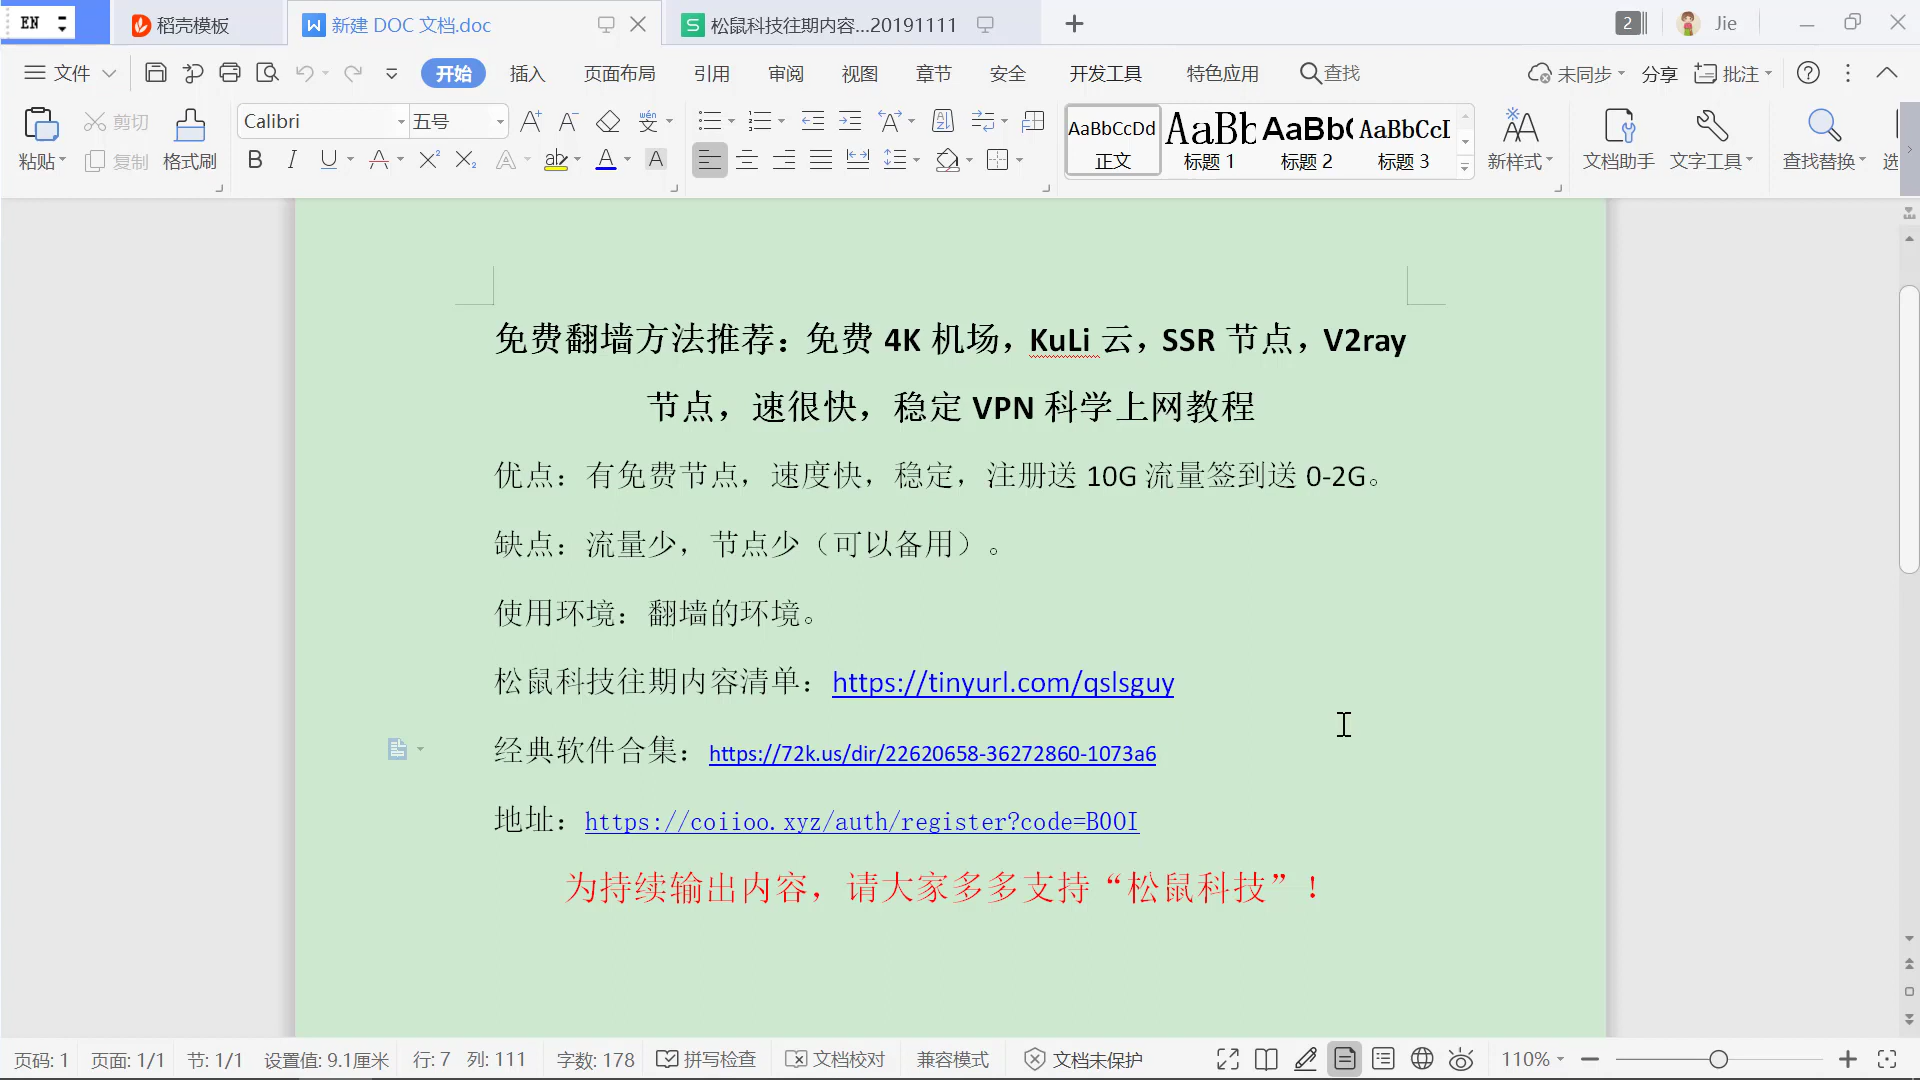 EN
稻壳模板
新建 DOC 文档.doc
松鼠科技往期内容...20191111
2
Jie
文件
开始
插入
页面布局
引用
审阅
视图
章节
安全
开发工具
特色应用
查找
未同步
分享
批注
粘贴
剪切
复制
格式刷
Calibri
五号
AaBbCcDd
正文
AaBb
标题 1
AaBb(
标题 2
AaBbCcI
标题 3
新样式
文档助手
文字工具
查找替换
免费翻墙方法推荐：免费 4K 机场，KuLi 云，SSR 节点，V2ray
节点，速很快，稳定 VPN 科学上网教程
优点：有免费节点，速度快，稳定，注册送 10G 流量签到送 0-2G。
缺点：流量少，节点少（可以备用）。
使用环境：翻墙的环境。
松鼠科技往期内容清单：https://tinyurl.com/qslsguy
经典软件合集：https://72k.us/dir/22620658-36272860-1073a6
地址：https://coiioo.xyz/auth/register?code=B0OI
为持续输出内容，请大家多多支持“松鼠科技”！
页码: 1
页面: 1/1
节: 1/1
设置值: 9.1厘米
行: 7
列: 111
字数: 178
拼写检查
文档校对
兼容模式
文档未保护
110%